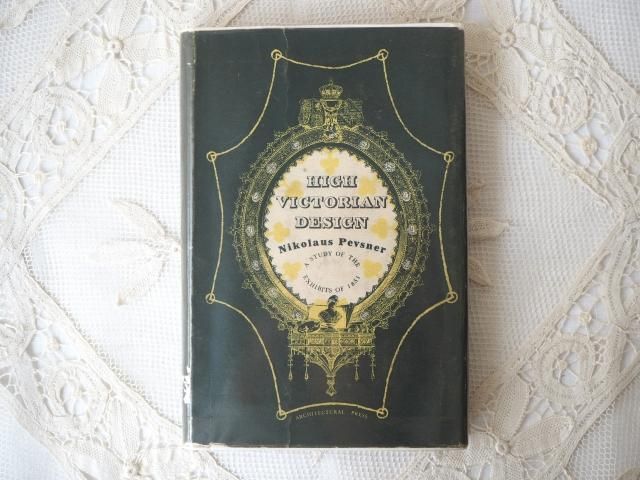 HIGH
VICTORIAN
DESIGN
Nikolaus Pevsner
A STUDY OF THE
EXHIBITS OF 1851
ARCHITECTURAL PRESS